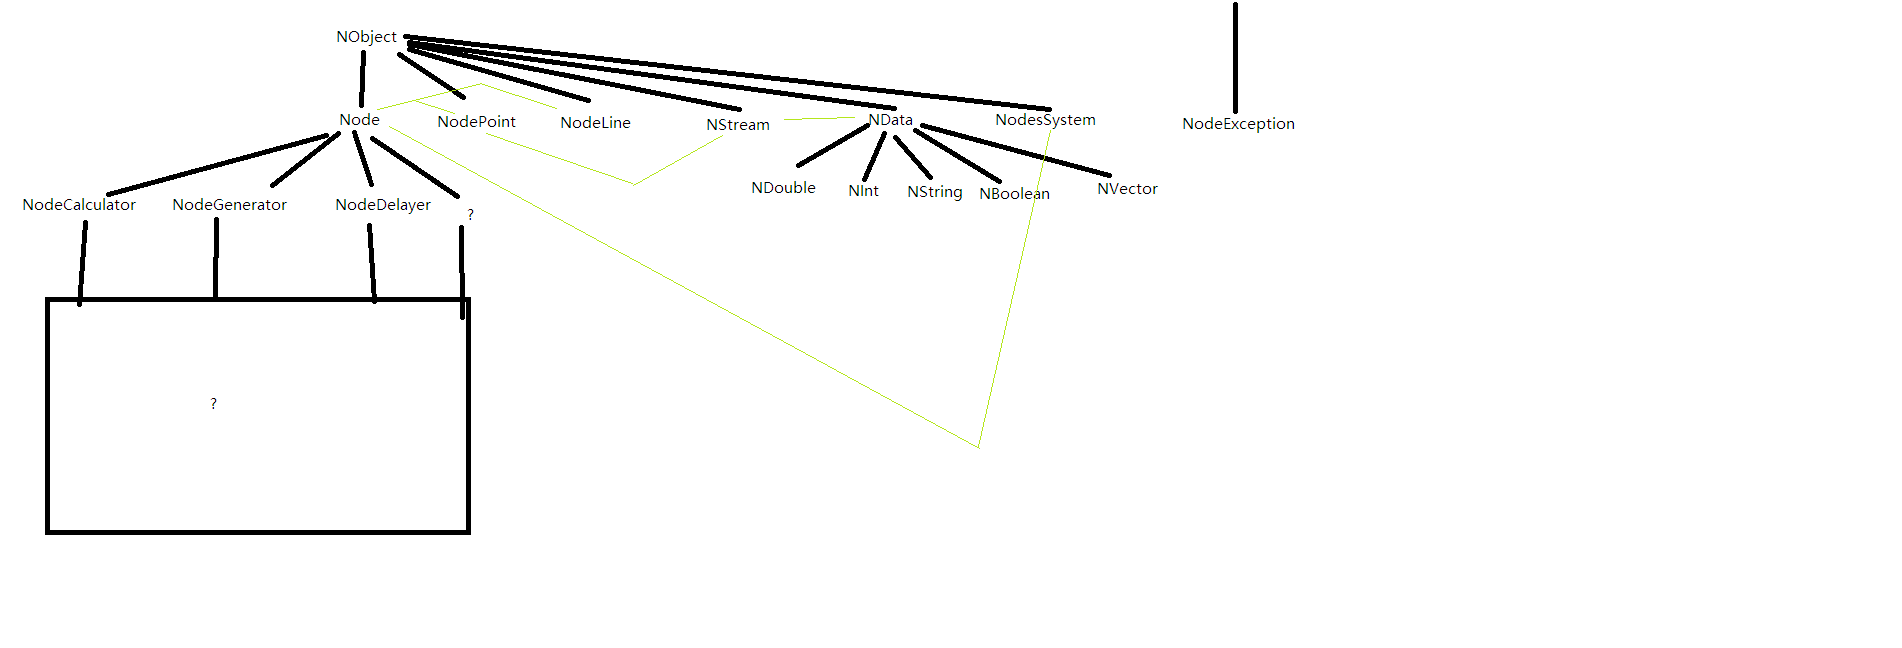 NObject
Node
NodePoint
NodeLine
NStream
NData
NodesSystem
NodeException
NodeCalculator
NodeGenerator
NodeDelayer
?
NDouble
NInt
NString
NBoolean
NVector
?